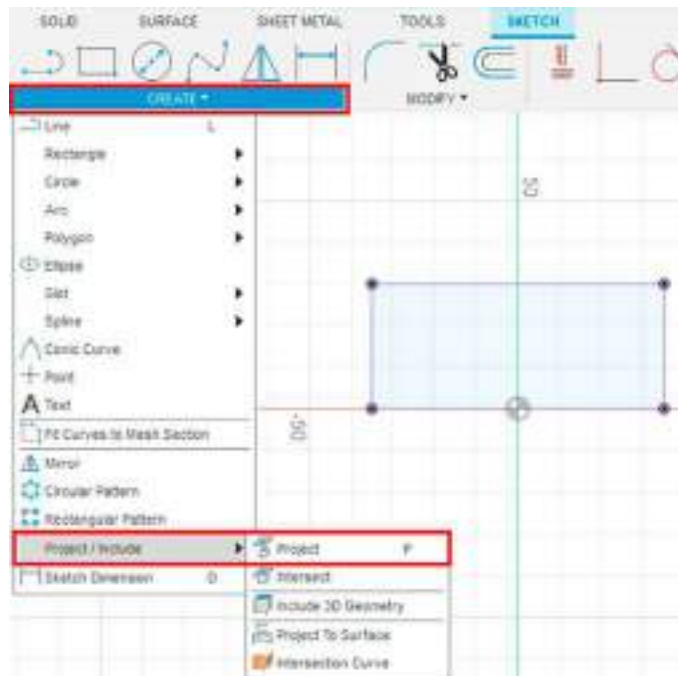 SOLID SURFACE SHEET METAL TOOLS SKETCH
CREATE ▾ MODIFY ▾
Line L
Rectangle
Circle
Arc
Polygon
Ellipse
Slot
Spline
Conic Curve
Point
Text
Fit Curves to Mesh Section
Mirror
Circular Pattern
Rectangular Pattern
Project / Include
Sketch Dimension D
Project P
Intersect
Include 3D Geometry
Project To Surface
Intersection Curve
50
-50